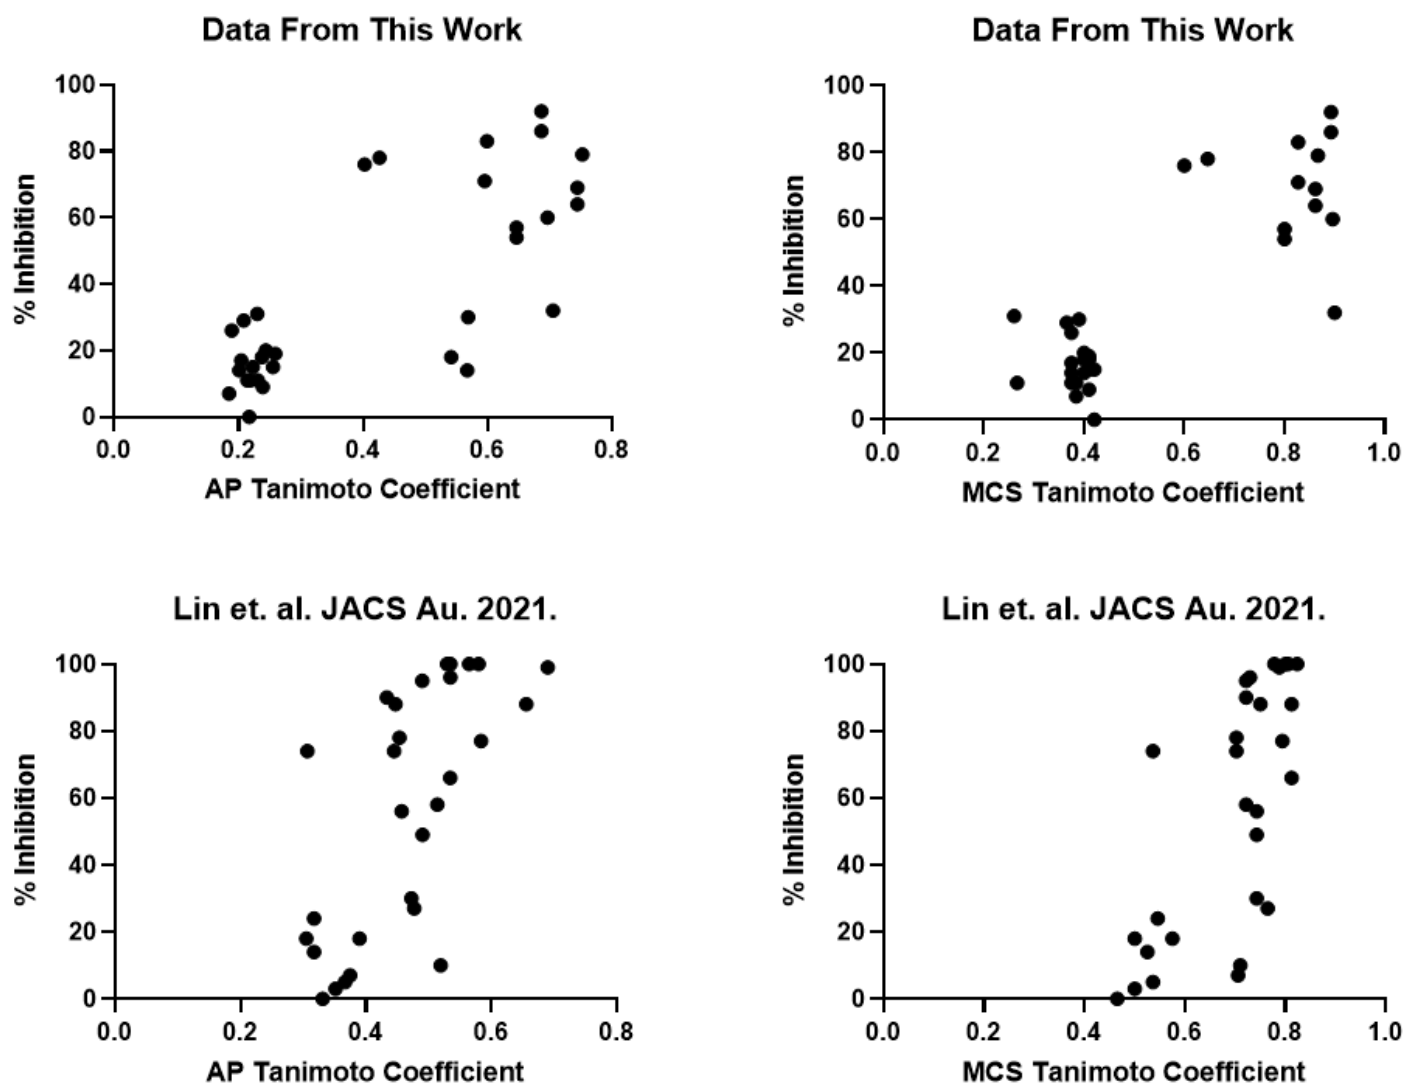 Data From This Work
100
80
60
40
20
0
% Inhibition
0.0 0.2 0.4 0.6 0.8
AP Tanimoto Coefficient
Data From This Work
100
80
60
40
20
0
% Inhibition
0.0 0.2 0.4 0.6 0.8 1.0
MCS Tanimoto Coefficient
Lin et. al. JACS Au. 2021.
100
80
60
40
20
0
% Inhibition
0.0 0.2 0.4 0.6 0.8
AP Tanimoto Coefficient
Lin et. al. JACS Au. 2021.
100
80
60
40
20
0
% Inhibition
0.0 0.2 0.4 0.6 0.8 1.0
MCS Tanimoto Coefficient